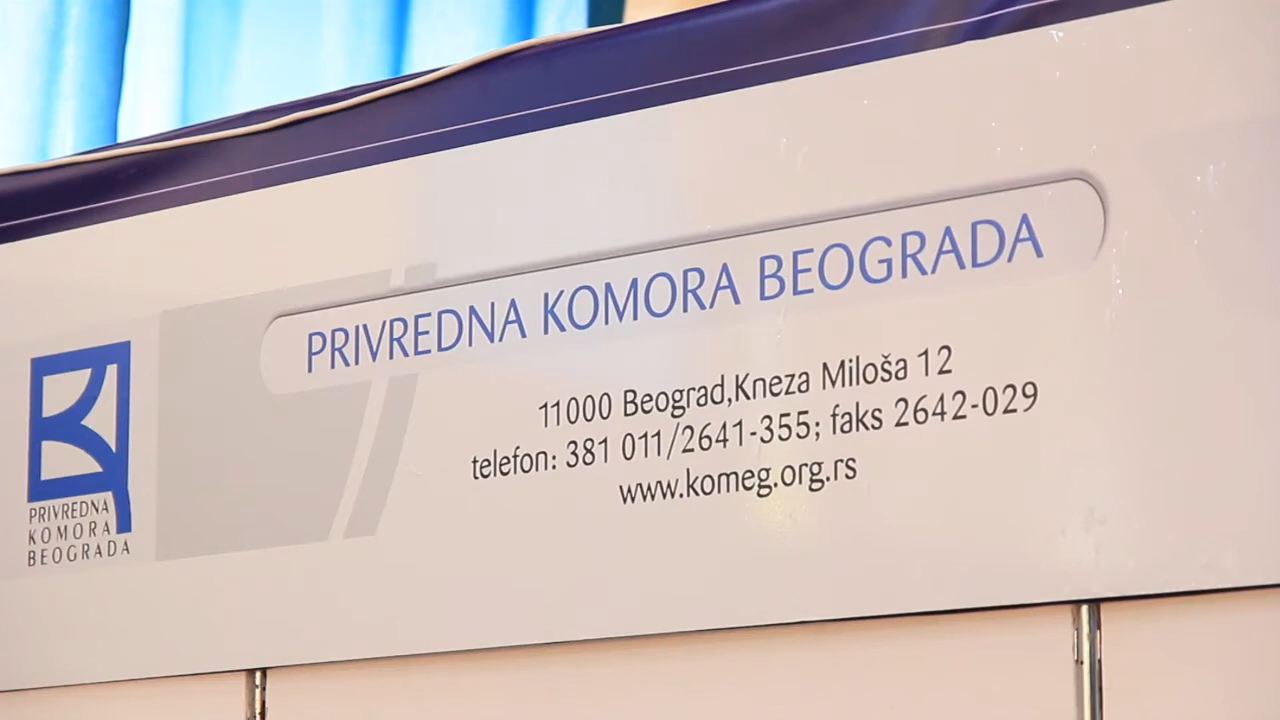 PRIVREDNA KOMORA BEOGRADA
11000 Beograd,Kneza Miloša 12
telefon: 381 011/2641-355; faks 2642-029
www.komeg.org.rs
PRIVREDNA
KOMORA
BEOGRADA